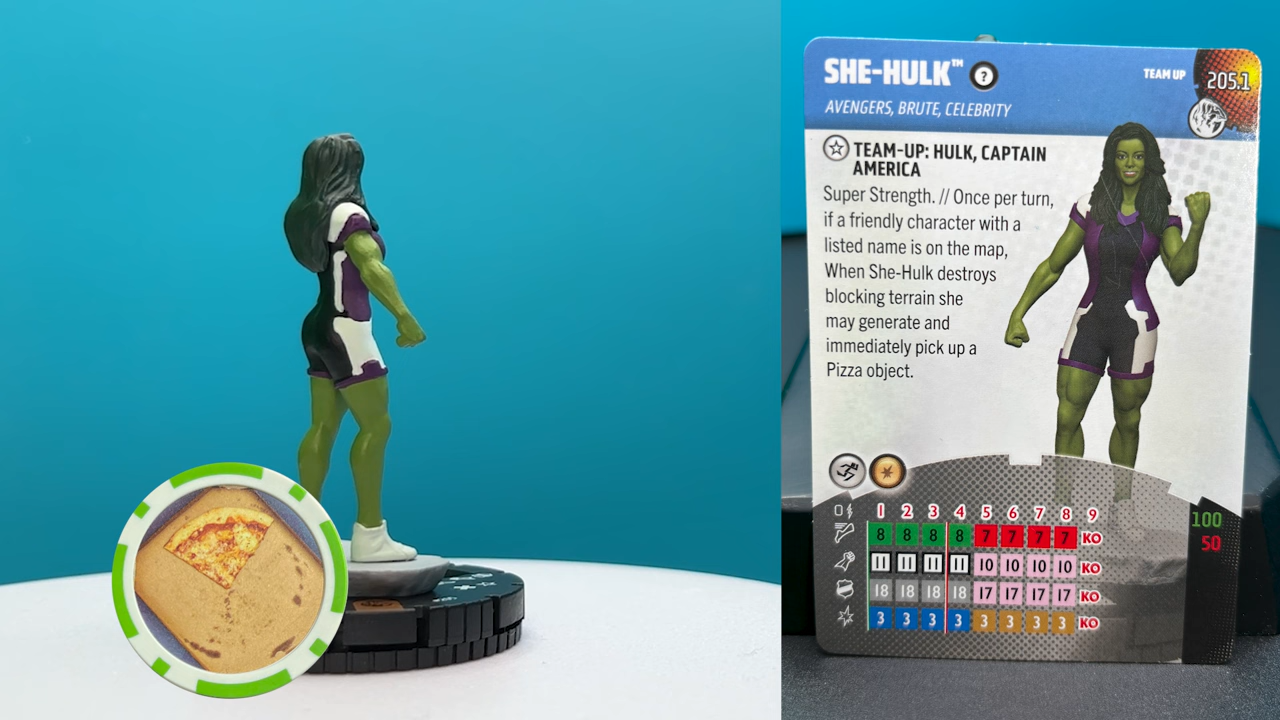 SHE-HULK™ ?
TEAM UP
205.1
AVENGERS, BRUTE, CELEBRITY
TEAM-UP: HULK, CAPTAIN
AMERICA
Super Strength. // Once per turn,
if a friendly character with a
listed name is on the map,
When She-Hulk destroys
blocking terrain she
may generate and
immediately pick up a
Pizza object.
1 2 3 4 5 6 7 8 9
8 8 8 8 7 7 7 7 KO
11 11 11 11 10 10 10 10 KO
18 18 18 18 17 17 17 17 KO
3 3 3 3 3 3 3 3 KO
100
50